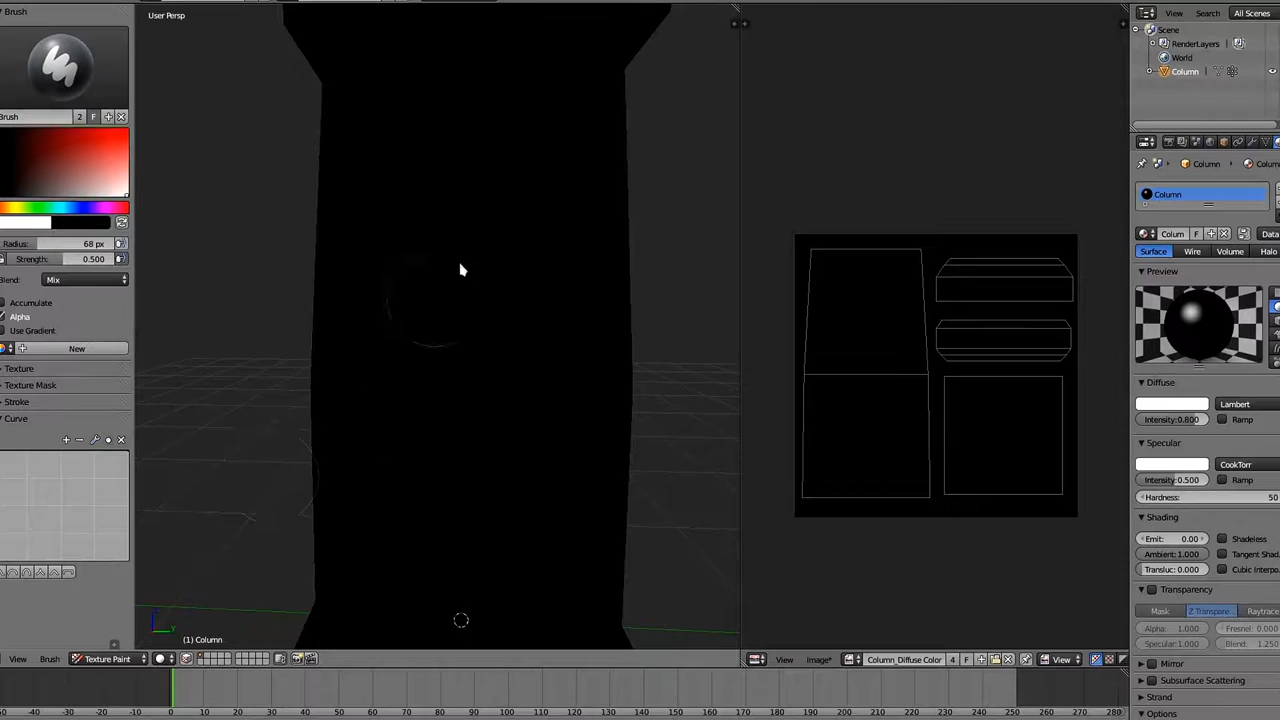 Brush
User Persp
View Search All Scenes
Scene
RenderLayers
World
Column
Brush 2 F
Radius: 68 px
Strength: 0.500
Blend: Mix
Accumulate
Alpha
Use Gradient
New
Texture
Texture Mask
Stroke
Curve
Column
Column
Colum F Data
Surface Wire Volume Halo
Preview
Diffuse
Lambert
Intensity:0.800 Ramp
Specular
CookTorr
Intensity:0.500 Ramp
Hardness: 50
Shading
Emit: 0.00 Shadeless
Ambient: 1.000 Tangent Shad
Transluc: 0.000 Cubic Interpo
Transparency
Mask Z Transpare Raytrace
Alpha: 1.000 Fresnel: 0.000
Specular:1.000 Blend: 1.250
Mirror
Subsurface Scattering
Strand
Options
(1) Column
View Brush Texture Paint
View Image* Column_Diffuse Color 4 F View
-40 -30 -20 -10 0 10 20 30 40 50 60 70 80 90 100 110 120 130 140 150 160 170 180 190 200 210 220 230 240 250 260 270 280